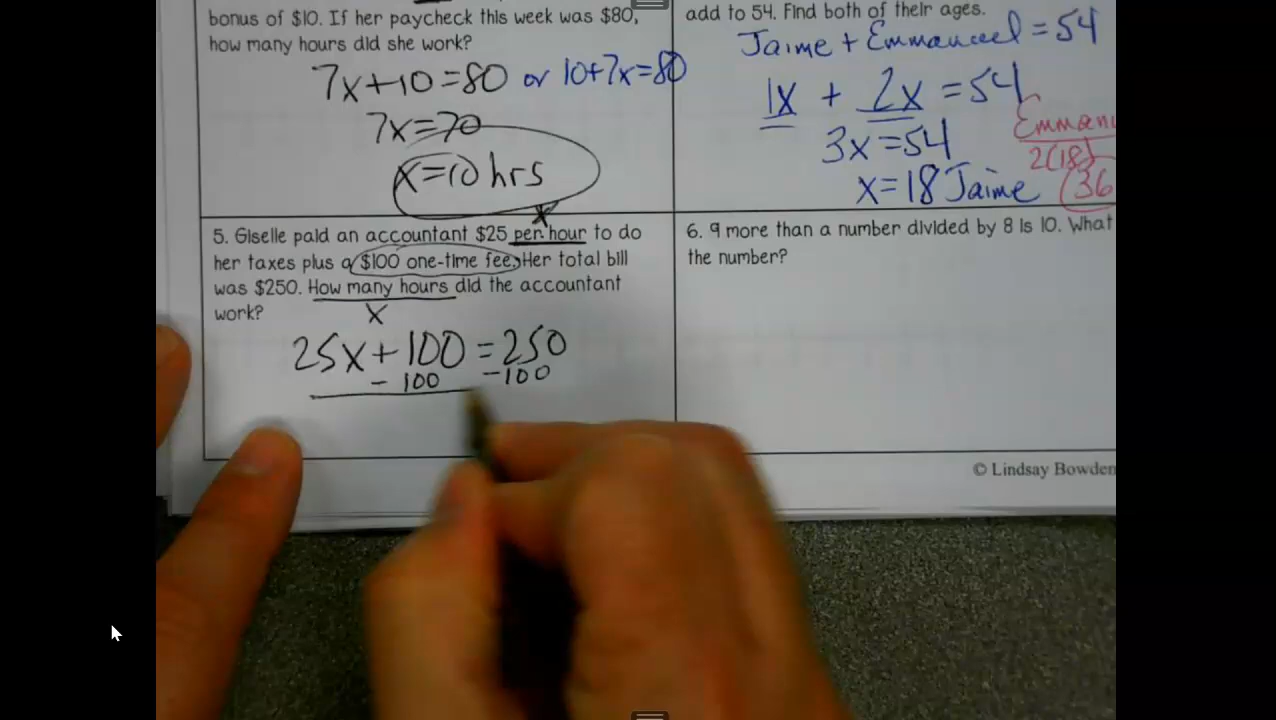 bonus of $10. If her paycheck this week was $80,
how many hours did she work?
7x+10=80 or 10+7x=80
7x=70
x=10 hrs
add to 54. Find both of their ages.
Jaime + Emmanuel = 54
1x + 2x = 54
3x=54
x=18 Jaime
2(18)
36
x
5. Giselle paid an accountant $25 per hour to do
her taxes plus a $100 one-time fee. Her total bill
was $250. How many hours did the accountant
work?
x
25x+100=250
-100 -100
6. 9 more than a number divided by 8 is 10. What
the number?
© Lindsay Bowden